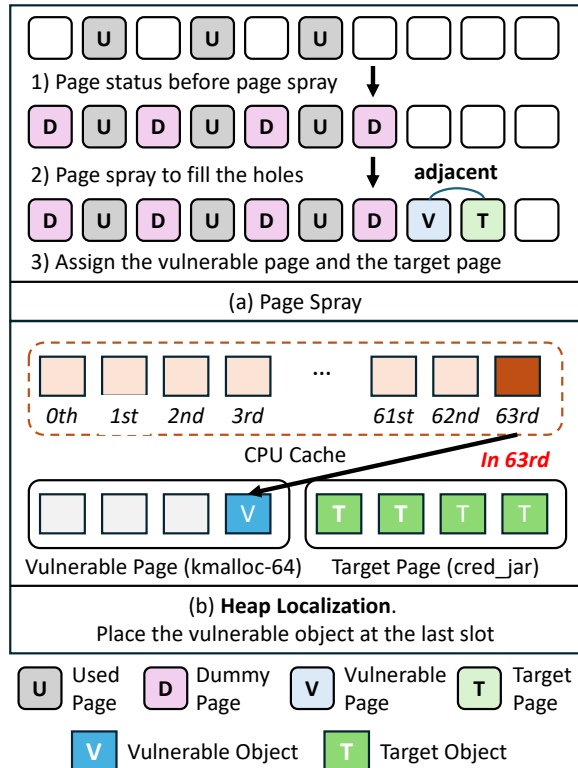 U U U
1) Page status before page spray
D U D U D U D
2) Page spray to fill the holes
adjacent
D U D U D U D V T
3) Assign the vulnerable page and the target page
(a) Page Spray
...
0th 1st 2nd 3rd 61st 62nd 63rd
CPU Cache
In 63rd
V T T T T
Vulnerable Page (kmalloc-64) Target Page (cred_jar)
(b) Heap Localization.
Place the vulnerable object at the last slot
U Used Page D Dummy Page V Vulnerable Page T Target Page
V Vulnerable Object T Target Object